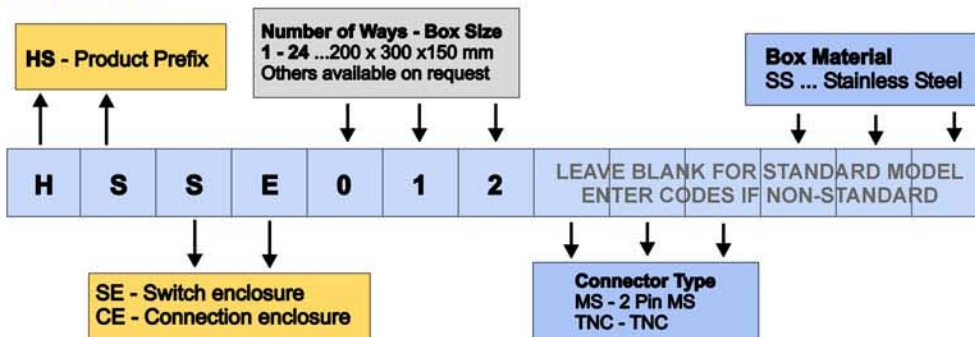 HS - Product Prefix
Number of Ways - Box Size
1 - 24 ...200 x 300 x150 mm
Others available on request
Box Material
SS ... Stainless Steel
H S S E 0 1 2
LEAVE BLANK FOR STANDARD MODEL
ENTER CODES IF NON-STANDARD
SE - Switch enclosure
CE - Connection enclosure
Connector Type
MS - 2 Pin MS
TNC - TNC